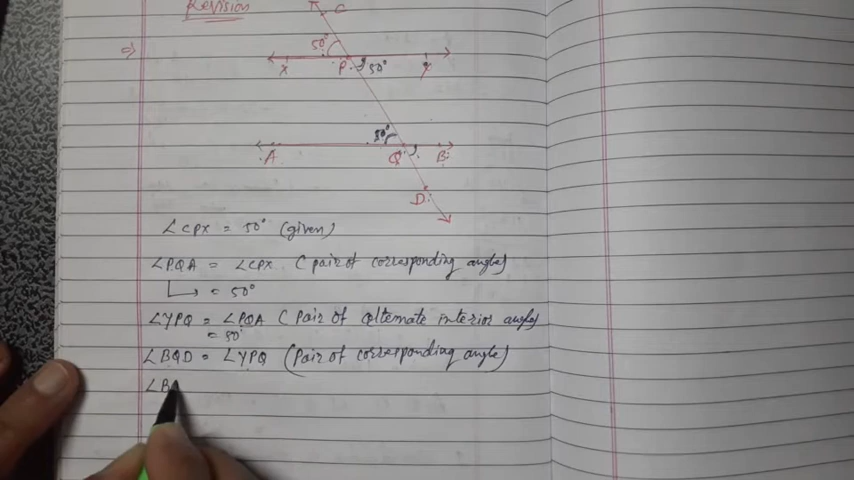 Revision
C
=) 50°
X P Y 50°
50°
A Q B
D
∠CPX = 50° (given)
∠PQA = ∠CPX (pair of corresponding angles)
= 50°
∠YPQ = ∠PQA (Pair of alternate interior angles)
= 50°
∠BQD = ∠YPQ (Pair of corresponding angle)
∠B